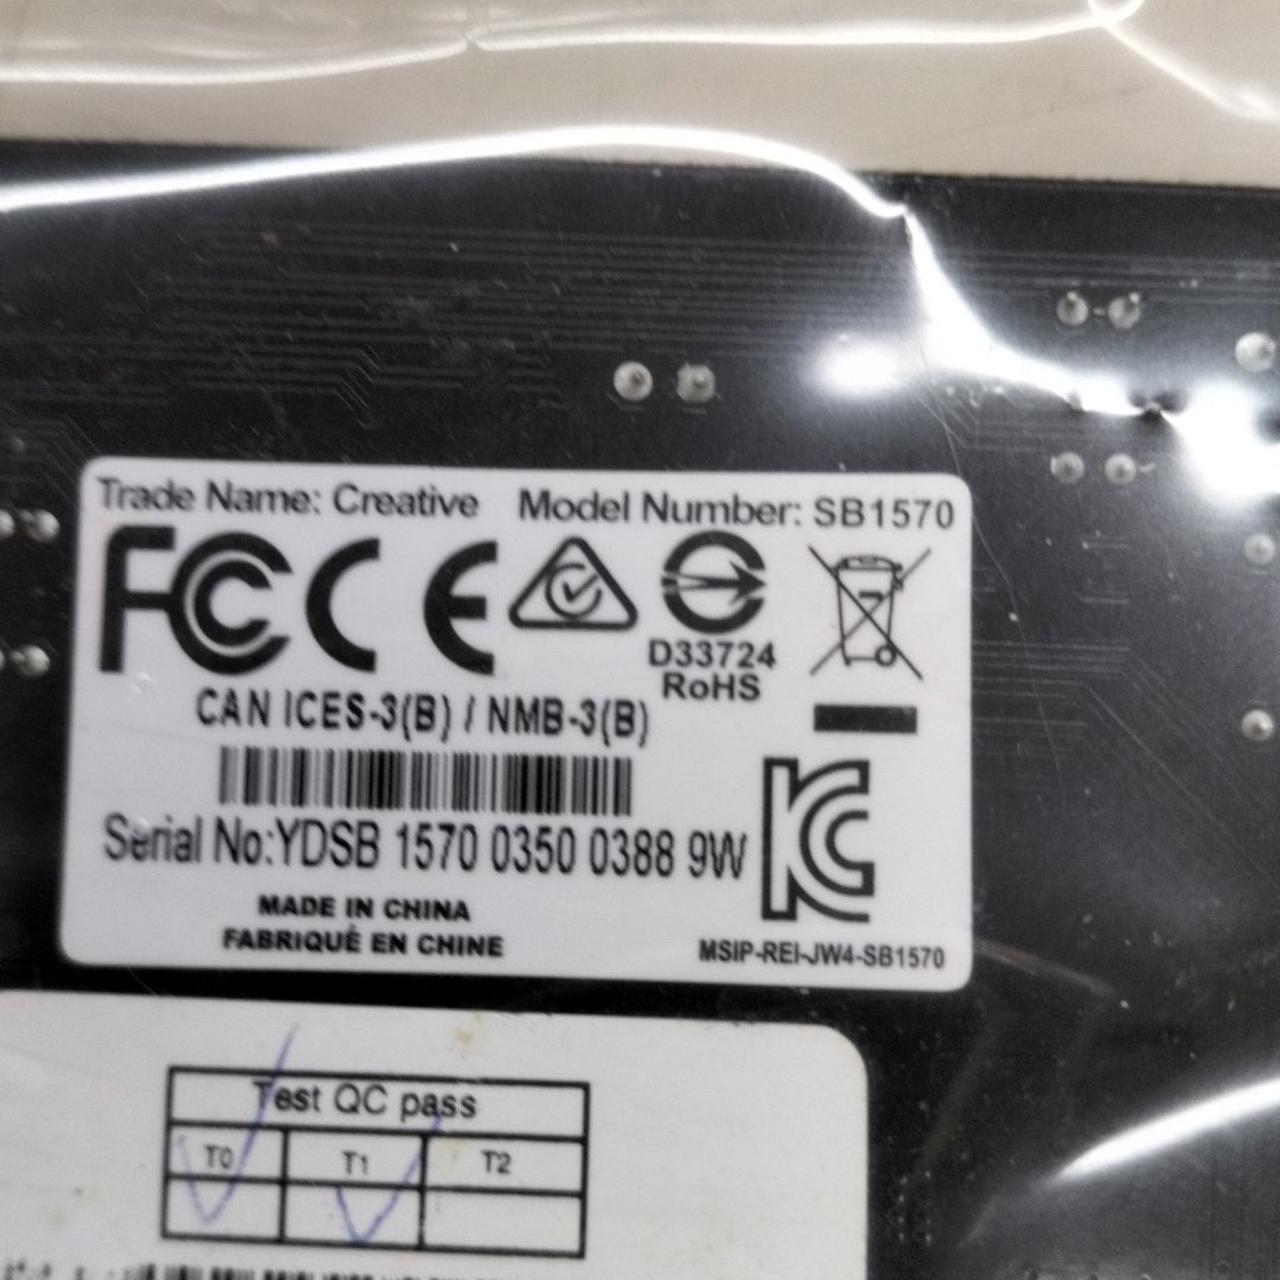 Trade Name: Creative Model Number: SB1570
FC CE
D33724
RoHS
CAN ICES-3(B) / NMB-3(B)
Serial No:YDSB 1570 0350 0388 9W
MADE IN CHINA
FABRIQUÉ EN CHINE
MSIP-REI-JW4-SB1570
Test QC pass
T0 T1 T2